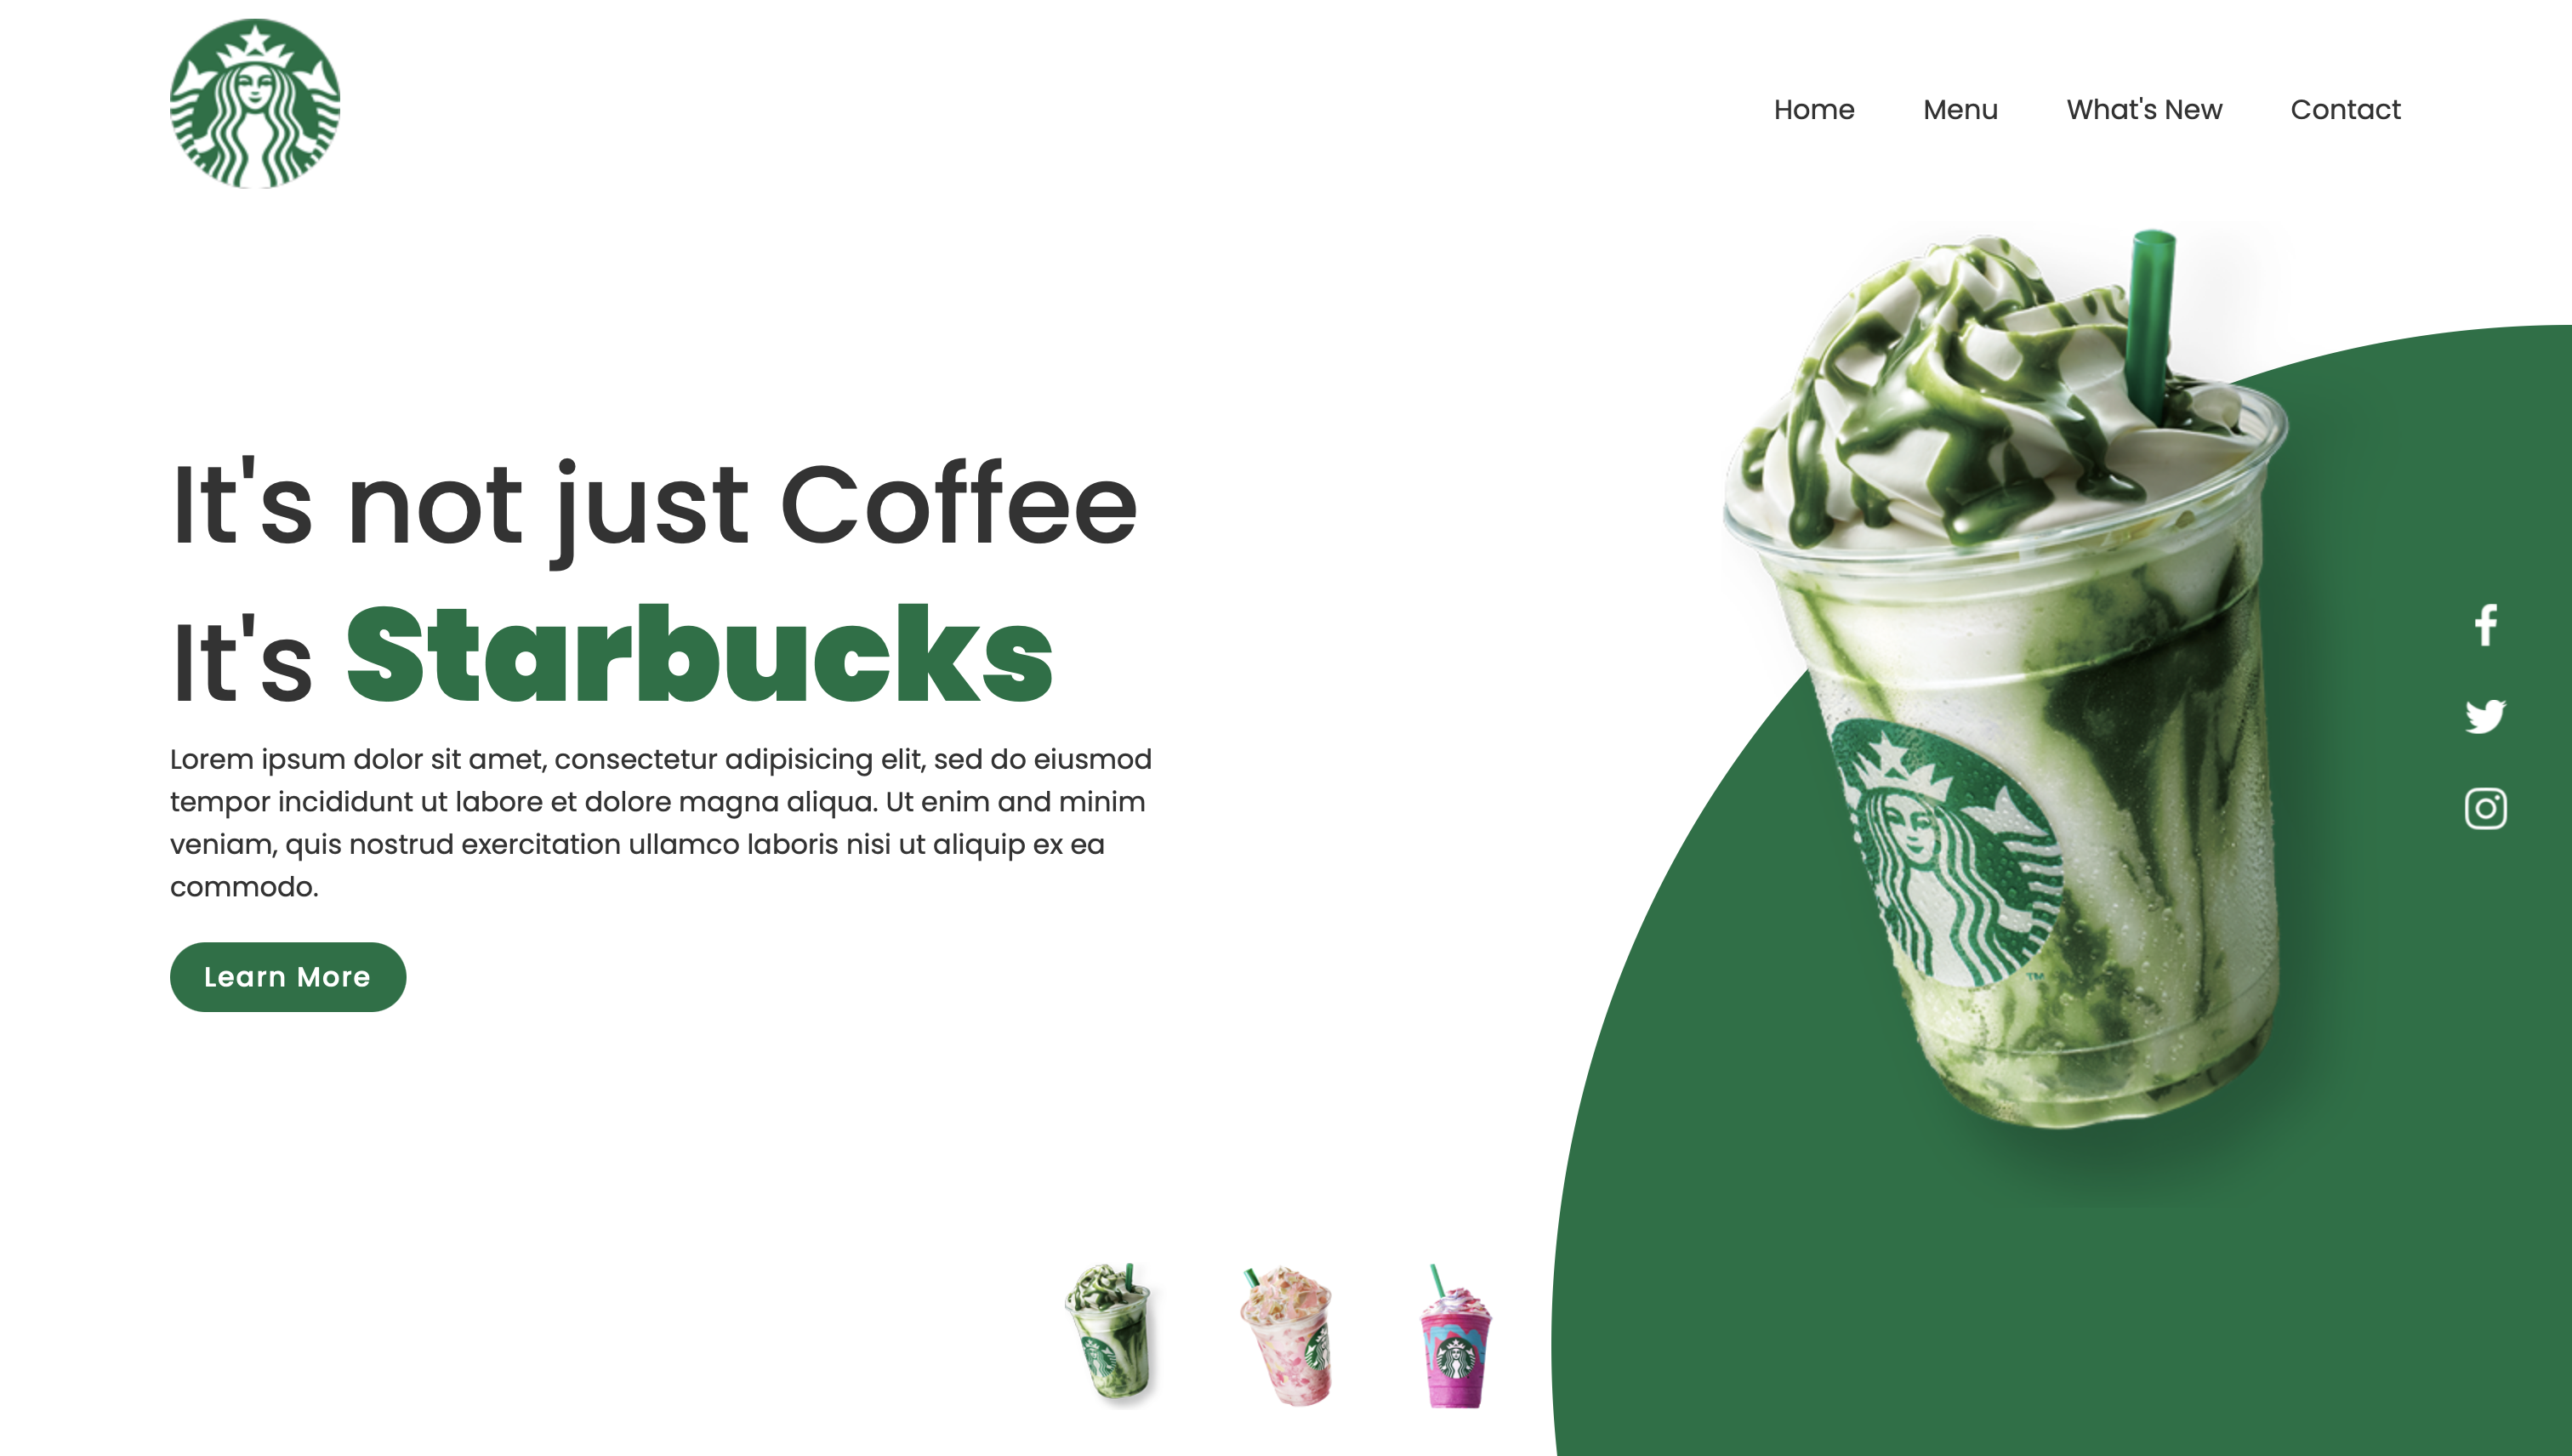 Home Menu What's New Contact
It's not just Coffee
It's Starbucks
Lorem ipsum dolor sit amet, consectetur adipisicing elit, sed do eiusmod
tempor incididunt ut labore et dolore magna aliqua. Ut enim and minim
veniam, quis nostrud exercitation ullamco laboris nisi ut aliquip ex ea
commodo.
Learn More
TM